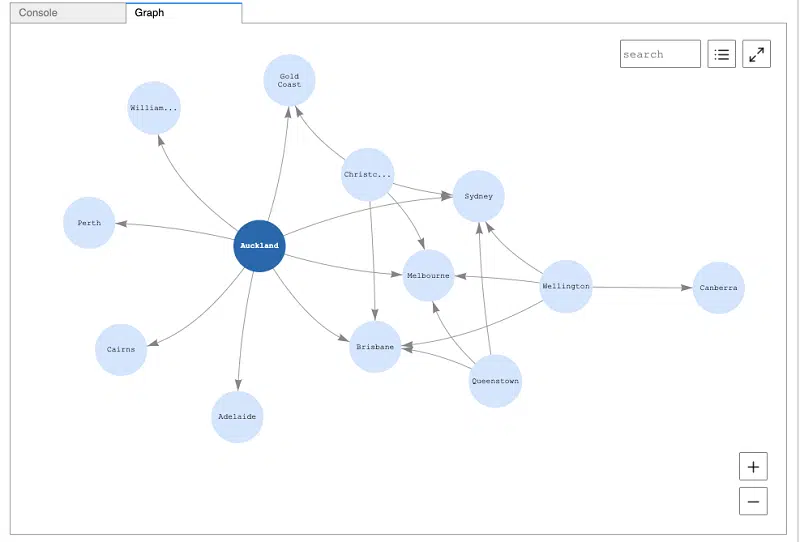 Console
Graph
search
Gold
Coast
William...
Christc...
Sydney
Perth
Auckland
Melbourne
Wellington
Canberra
Cairns
Brisbane
Queenstown
Adelaide